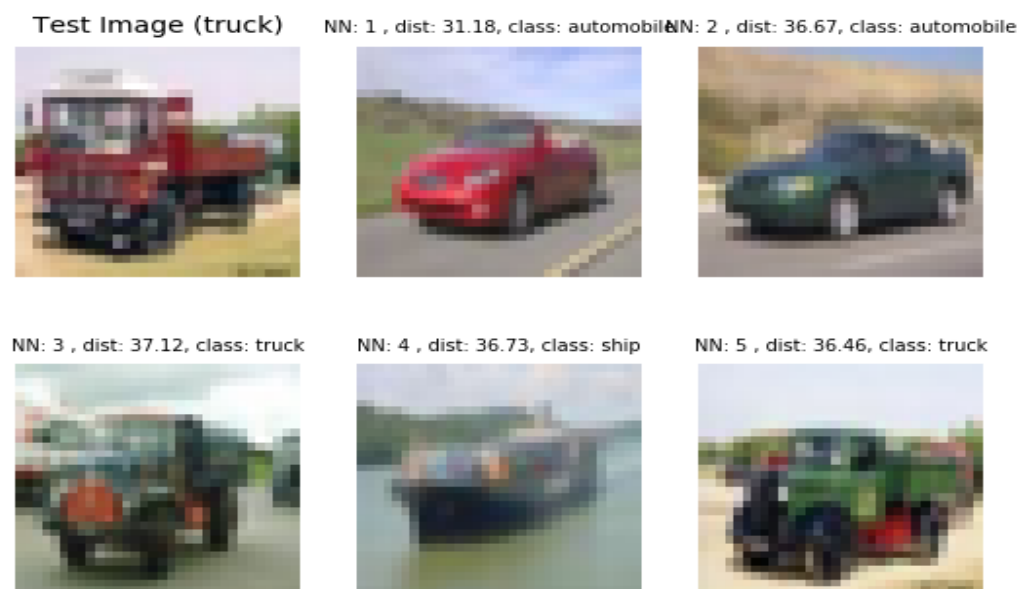 Test Image (truck)
NN: 1 , dist: 31.18, class: automobile
NN: 2 , dist: 36.67, class: automobile
NN: 3 , dist: 37.12, class: truck
NN: 4 , dist: 36.73, class: ship
NN: 5 , dist: 36.46, class: truck